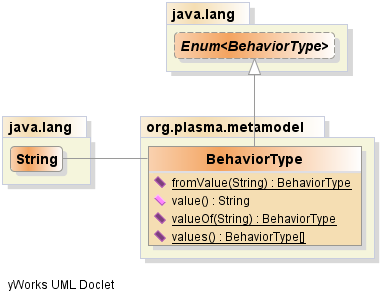 java.lang
Enum<BehaviorType>
java.lang
String
org.plasma.metamodel
BehaviorType
fromValue(String) : BehaviorType
value() : String
valueOf(String) : BehaviorType
values() : BehaviorType[]
yWorks UML Doclet